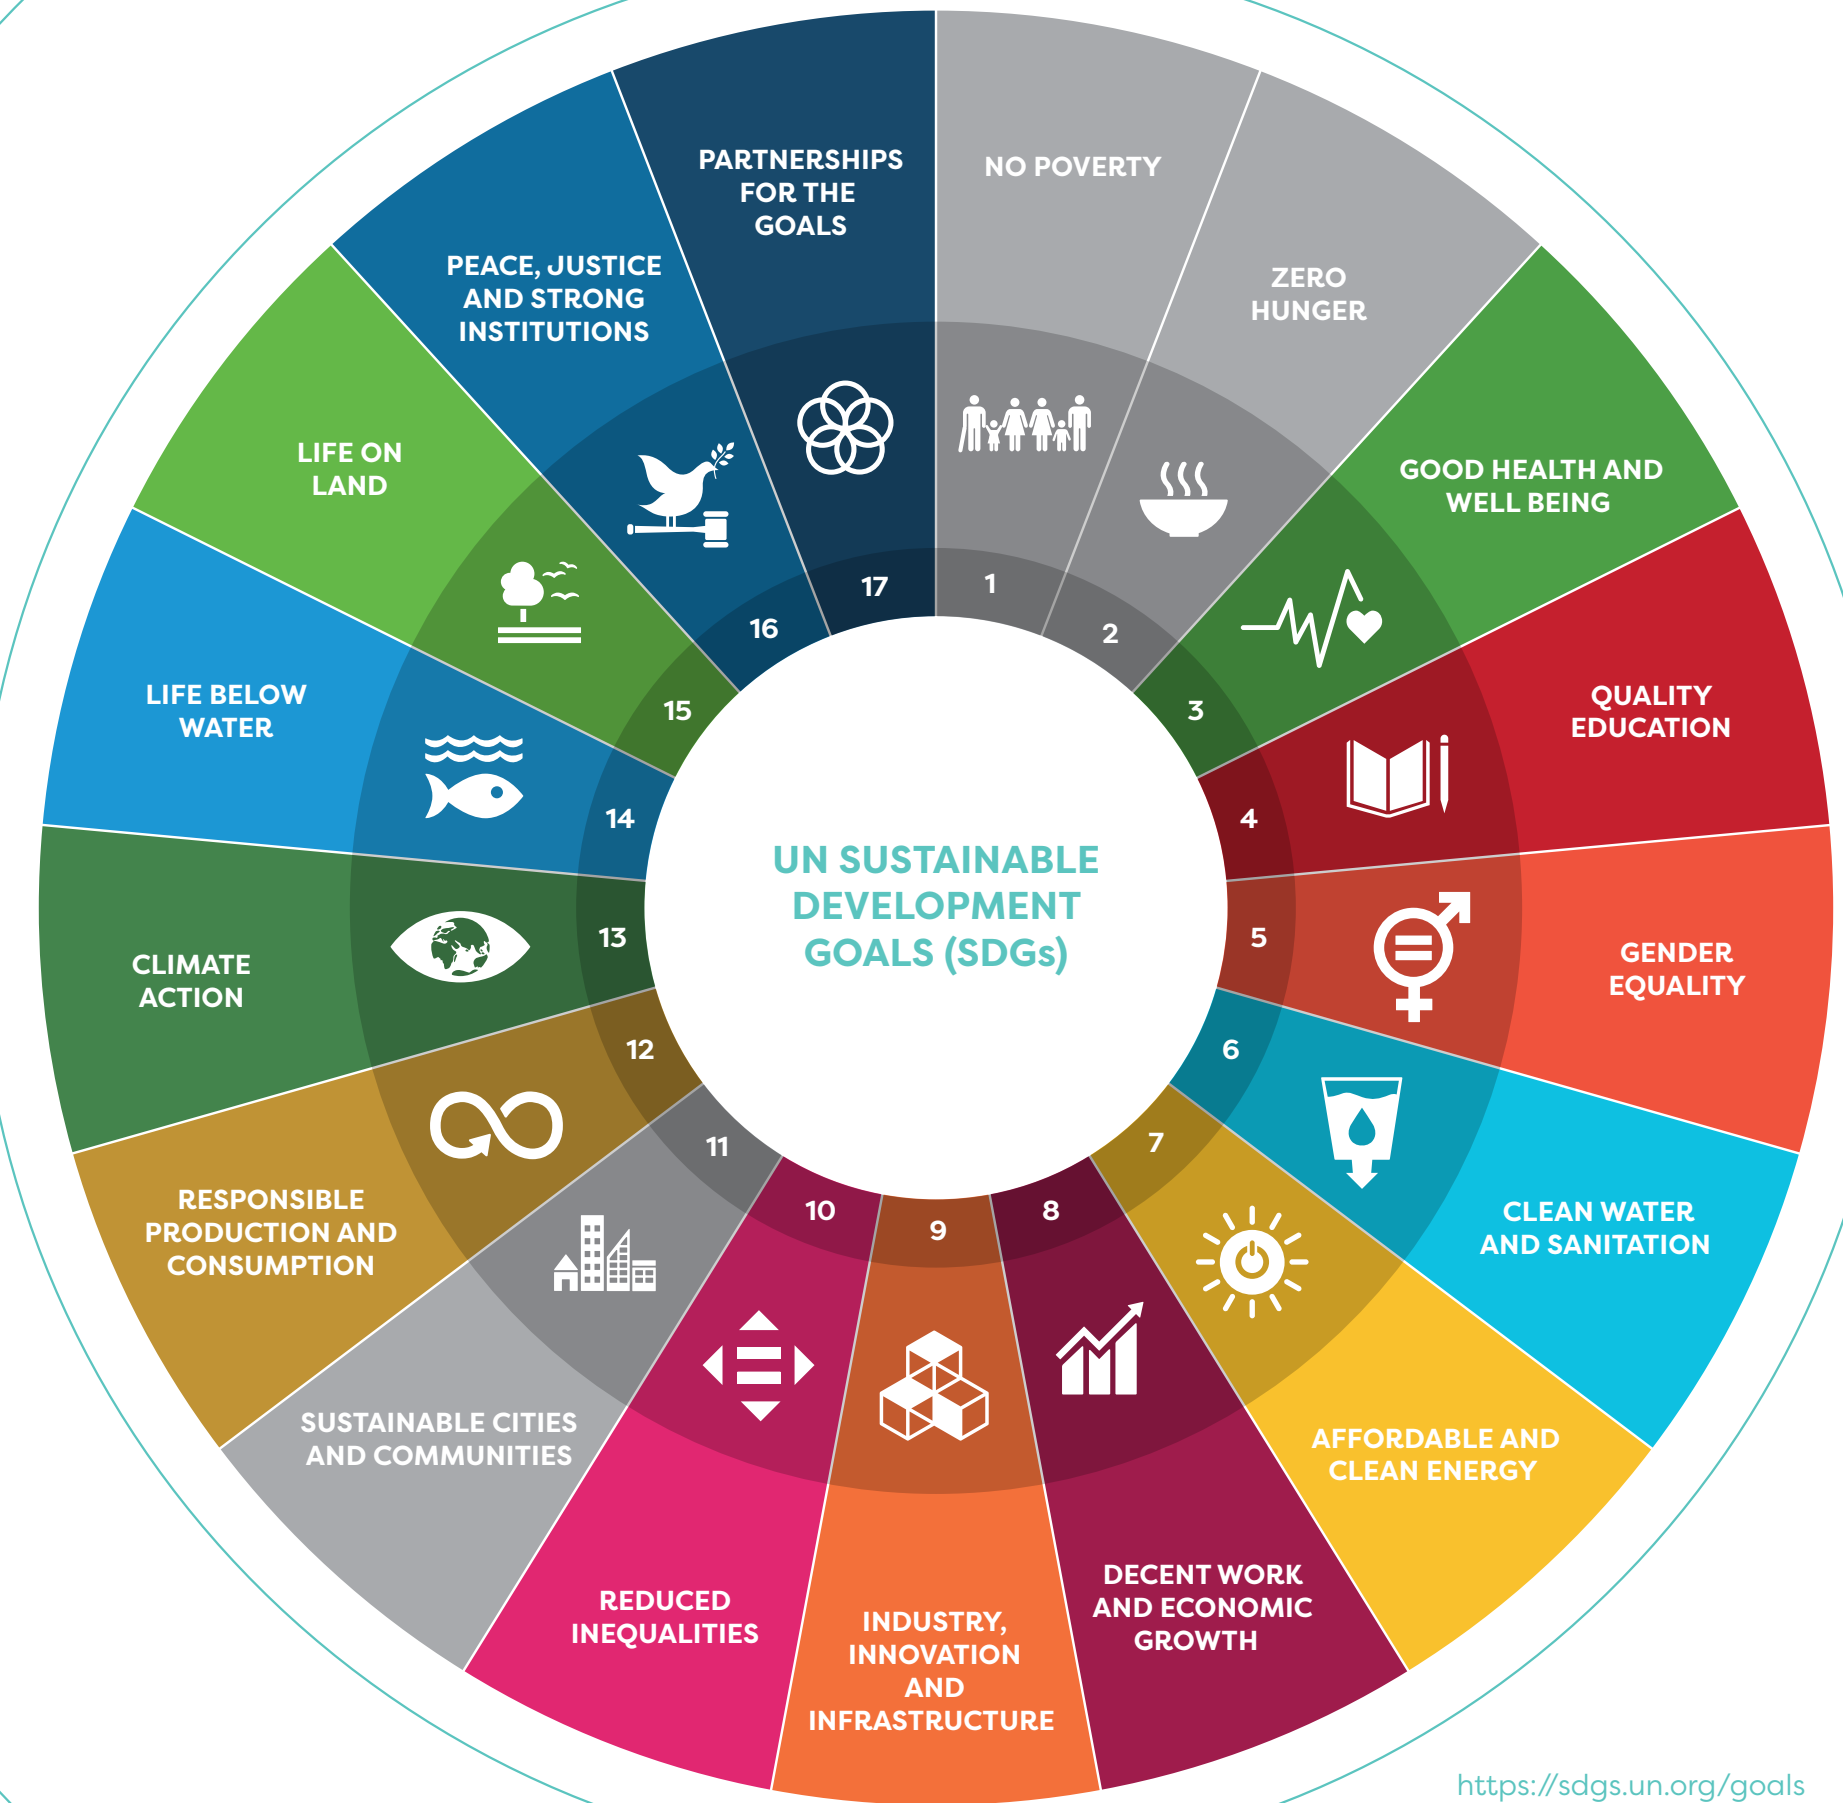 UN SUSTAINABLE
DEVELOPMENT
GOALS (SDGs)
NO POVERTY
1
ZERO
HUNGER
2
GOOD HEALTH AND
WELL BEING
3
QUALITY
EDUCATION
4
GENDER
EQUALITY
5
CLEAN WATER
AND SANITATION
6
AFFORDABLE AND
CLEAN ENERGY
7
DECENT WORK
AND ECONOMIC
GROWTH
8
INDUSTRY,
INNOVATION
AND
INFRASTRUCTURE
9
REDUCED
INEQUALITIES
10
SUSTAINABLE CITIES
AND COMMUNITIES
11
RESPONSIBLE
PRODUCTION AND
CONSUMPTION
12
CLIMATE
ACTION
13
LIFE BELOW
WATER
14
LIFE ON
LAND
15
PEACE, JUSTICE
AND STRONG
INSTITUTIONS
16
PARTNERSHIPS
FOR THE
GOALS
17
https://sdgs.un.org/goals